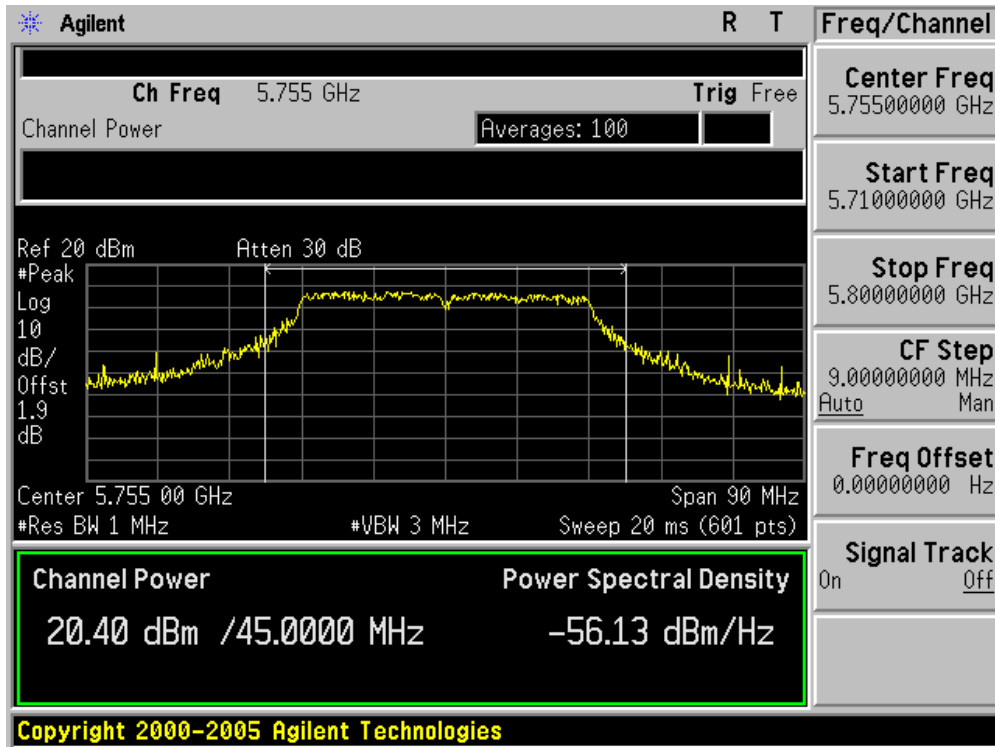 Agilent R T
Freq/Channel
Ch Freq 5.755 GHz Trig Free
Channel Power Averages: 100
Center Freq
5.75500000 GHz
Start Freq
5.71000000 GHz
Stop Freq
5.80000000 GHz
CF Step
9.00000000 MHz
Auto Man
Freq Offset
0.00000000 Hz
Signal Track
On Off
Ref 20 dBm Atten 30 dB
#Peak
Log
10
dB/
Offst
1.9
dB
Center 5.755 00 GHz Span 90 MHz
#Res BW 1 MHz #VBW 3 MHz Sweep 20 ms (601 pts)
Channel Power Power Spectral Density
20.40 dBm /45.0000 MHz -56.13 dBm/Hz
Copyright 2000-2005 Agilent Technologies